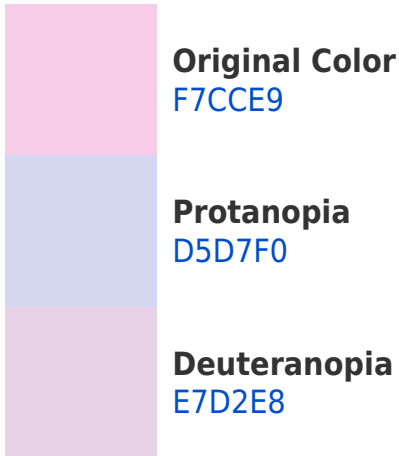 Original Color
F7CCE9
Protanopia
D5D7F0
Deuteranopia
E7D2E8